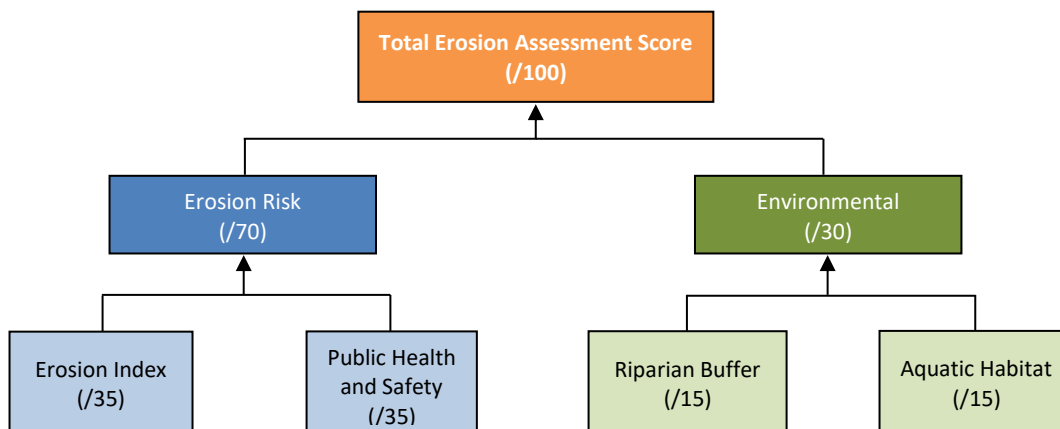 Total Erosion Assessment Score
(/100)
Erosion Risk
(/70)
Environmental
(/30)
Erosion Index
(/35)
Public Health
and Safety
(/35)
Riparian Buffer
(/15)
Aquatic Habitat
(/15)